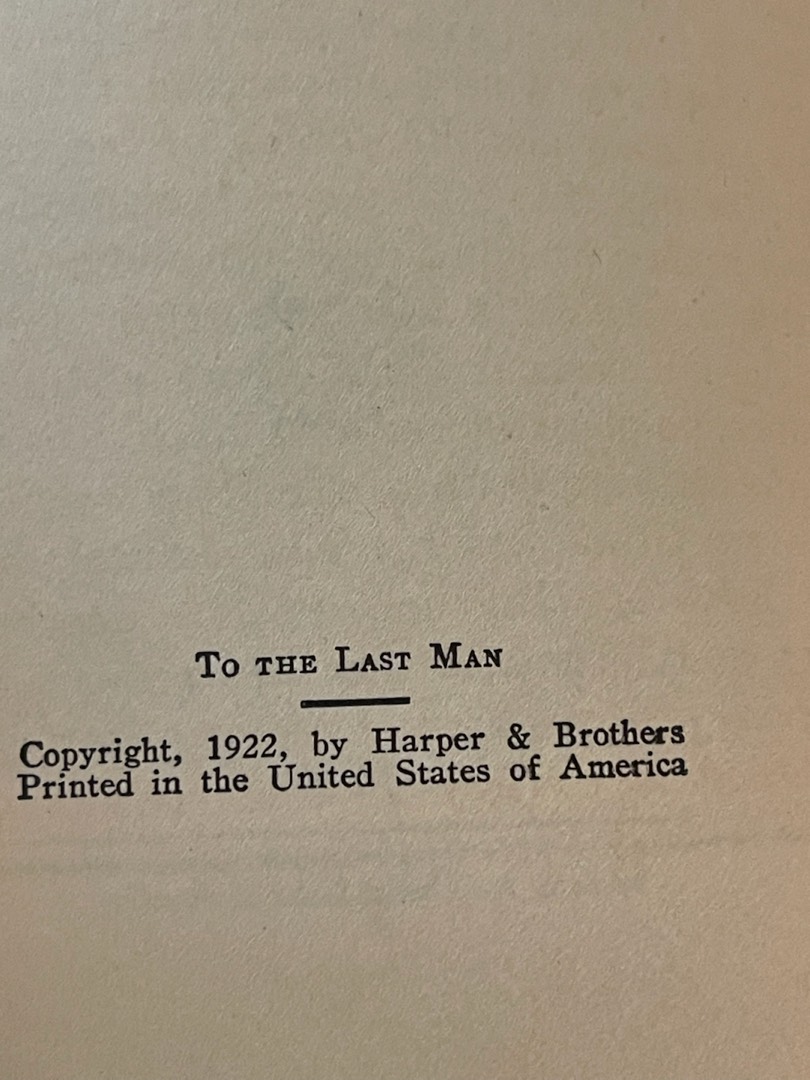 To the Last Man
Copyright, 1922, by Harper & Brothers
Printed in the United States of America